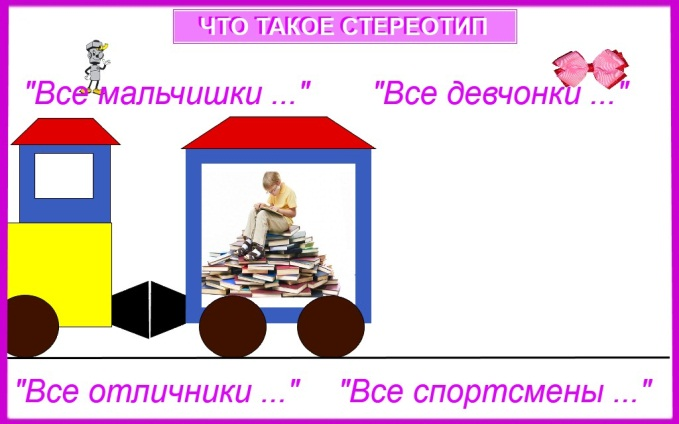 ЧТО ТАКОЕ СТЕРЕОТИП
"Все мальчишки ..."
"Все девчонки ..."
"Все отличники ..."
"Все спортсмены ..."